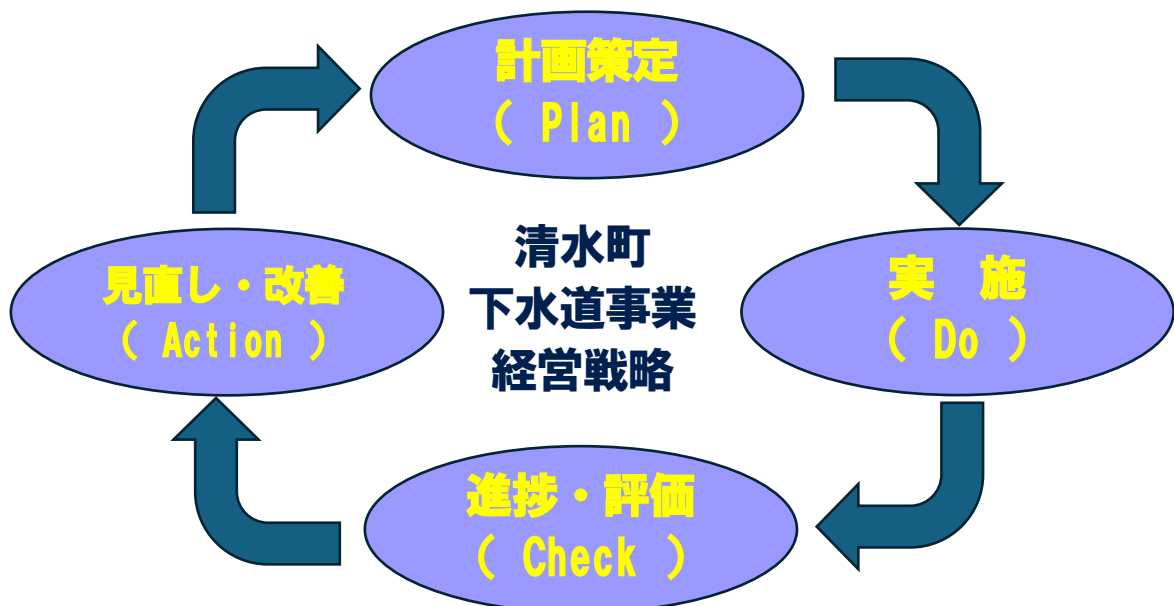 計画策定
( Plan )
清水町
下水道事業
経営戦略
見直し・改善
( Action )
実 施
( Do )
進捗・評価
( Check )